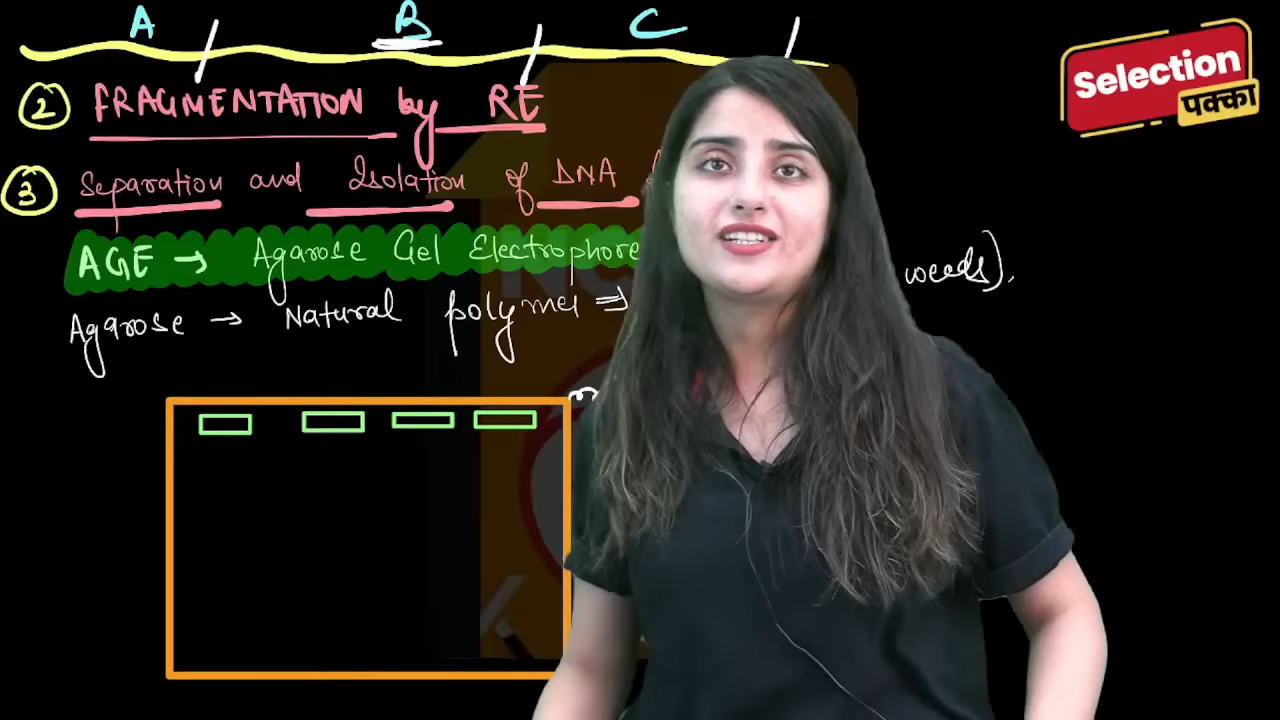 A B C
Selection
पक्का
2 FRAGMENTATION by RE
3 Separation and Isolation of DNA
AGE → Agarose Gel Electrophore
weeds).
Agarose → Natural polymer ⇒